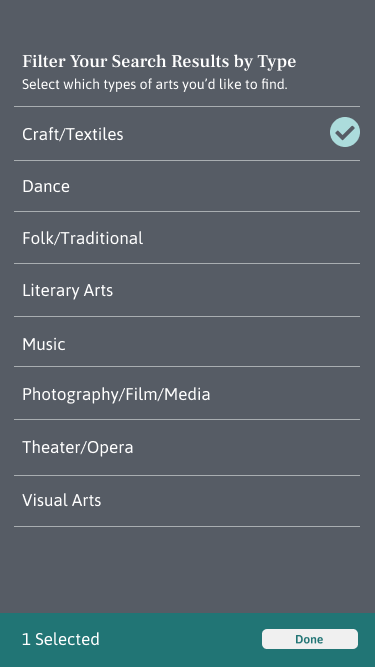 Filter Your Search Results by Type
Select which types of arts you’d like to find.
Craft/Textiles
Dance
Folk/Traditional
Literary Arts
Music
Photography/Film/Media
Theater/Opera
Visual Arts
1 Selected
Done